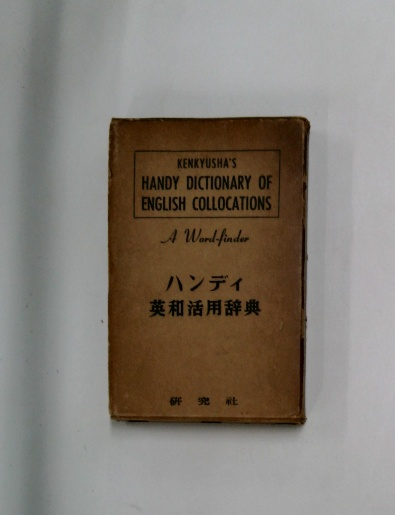 KENKYUSHA'S
HANDY DICTIONARY OF
ENGLISH COLLOCATIONS
A Word-finder
ハンディ
英和活用辞典
研究社